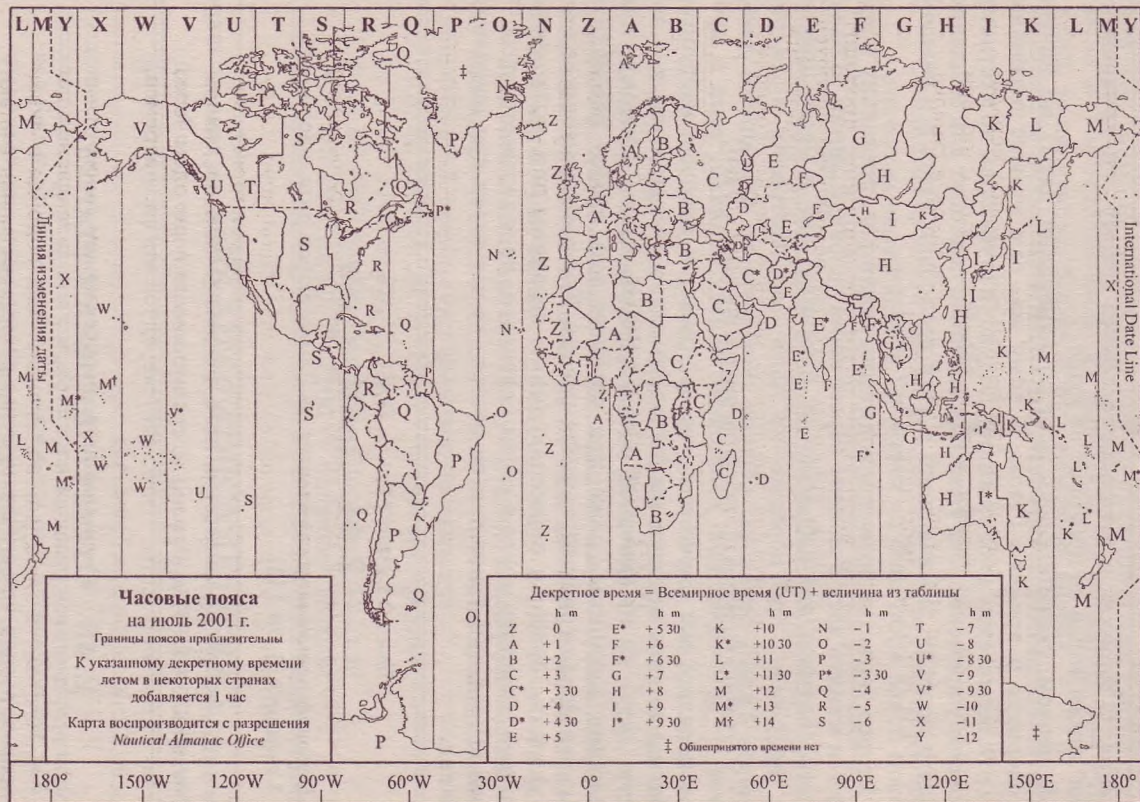 L M Y X W V U T S R Q P O N Z A B C D E F G H I K L M Y
Линия изменения даты
International Date Line
Часовые пояса
на июль 2001 г.
Границы поясов приблизительны
К указанному декретному времени
летом в некоторых странах
добавляется 1 час
Карта воспроизводится с разрешения
Nautical Almanac Office
Декретное время = Всемирное время (UT) + величина из таблицы
h m h m h m h m h m
Z 0 E* + 5 30 K +10 N – 1 T – 7
A + 1 F + 6 K* +10 30 O – 2 U – 8
B + 2 F* + 6 30 L +11 P – 3 U* – 8 30
C + 3 G + 7 L* +11 30 P* – 3 30 V – 9
C* + 3 30 H + 8 M +12 Q – 4 V* – 9 30
D + 4 I + 9 M* +13 R – 5 W –10
D* + 4 30 I* + 9 30 M† +14 S – 6 X –11
E + 5 Y –12
‡ Общепринятого времени нет
180° 150°W 120°W 90°W 60°W 30°W 0° 30°E 60°E 90°E 120°E 150°E 180°